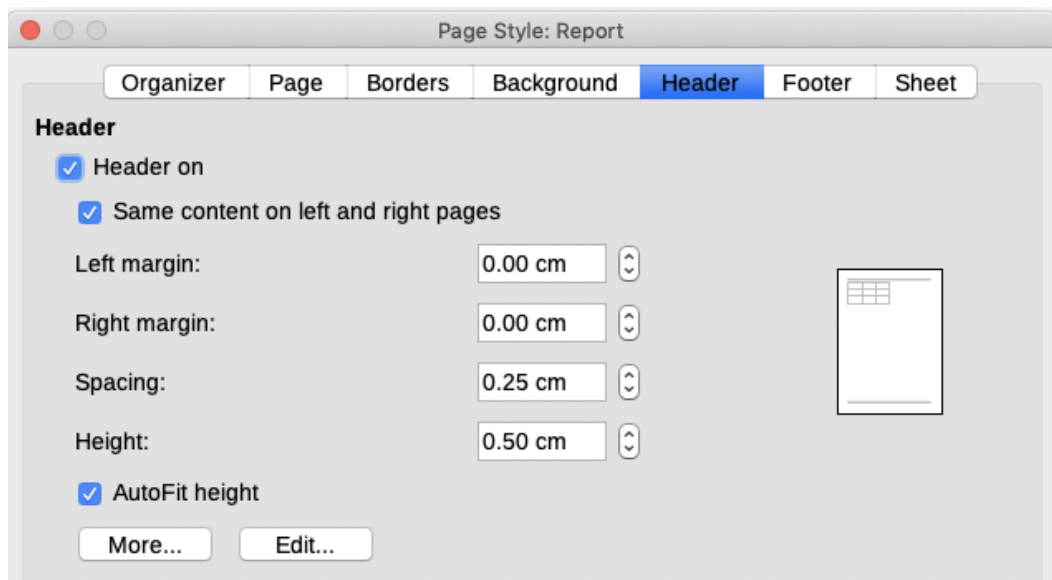 Page Style: Report
Organizer Page Borders Background Header Footer Sheet
Header
Header on
Same content on left and right pages
Left margin: 0.00 cm
Right margin: 0.00 cm
Spacing: 0.25 cm
Height: 0.50 cm
AutoFit height
More... Edit...